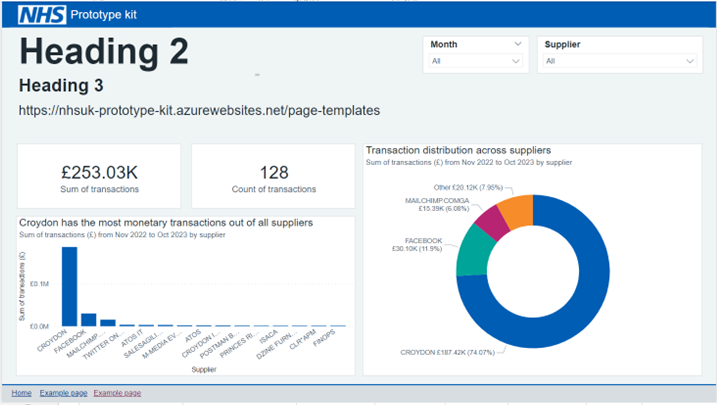 NHS Prototype kit
Heading 2
Heading 3
https://nhsuk-prototype-kit.azurewebsites.net/page-templates
Month
All
Supplier
All
£253.03K
Sum of transactions
128
Count of transactions
Croydon has the most monetary transactions out of all suppliers
Sum of transactions (£) from Nov 2022 to Oct 2023 by supplier
Sum of transactions (£)
£0.1M
£0.0M
CROYDON
FACEBOOK
MAILCHIMP....
TWITTER ON...
ATOS IT
SALESAGILI...
M-MEDIA EV...
ATOS
CROYDON I...
POSTMAN B...
PRINCES RI...
ISACA
DZINE FURN...
CLR*APM
FINOPS
Supplier
Transaction distribution across suppliers
Sum of transactions (£) from Nov 2022 to Oct 2023 by supplier
Other £20.12K (7.95%)
MAILCHIMP.COMGA
£15.39K (6.08%)
FACEBOOK
£30.10K (11.9%)
CROYDON £187.42K (74.07%)
Home Example page Example page